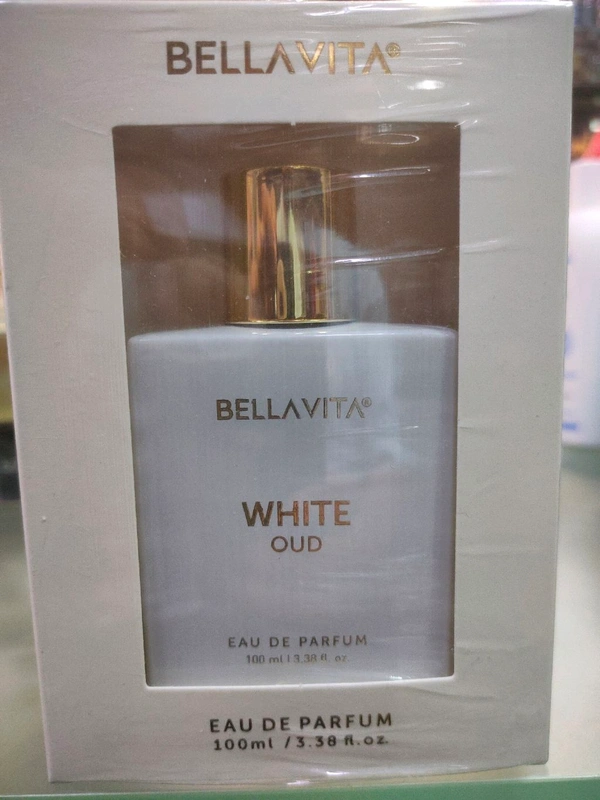 BELLAVITA®
BELLAVITA®
WHITE
OUD
EAU DE PARFUM
100 ml | 3.38 fl. oz.
EAU DE PARFUM
100ml / 3.38 fl.oz.